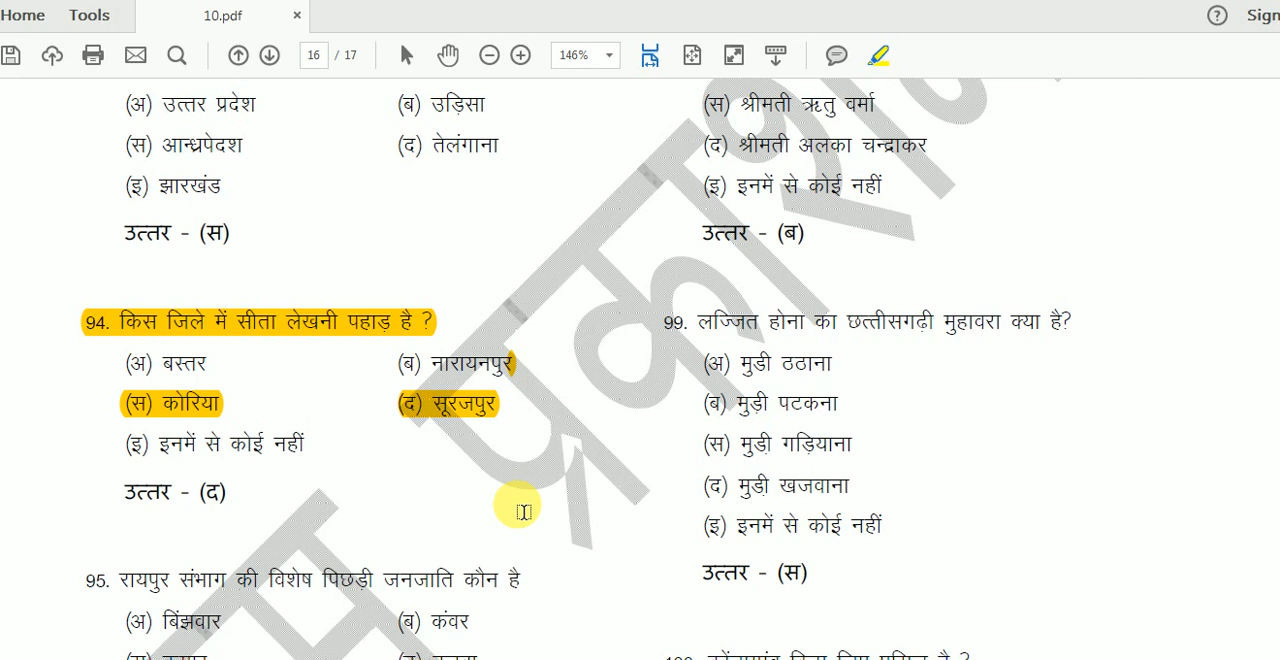 Home Tools 10.pdf × Sign
16 / 17 146%
(अ) उत्तर प्रदेश (ब) उड़िसा
(स) आन्ध्रपेदश (द) तेलंगाना
(इ) झारखंड
उत्तर - (स)
94. किस जिले में सीता लेखनी पहाड़ है ?
(अ) बस्तर (ब) नारायनपुर
(स) कोरिया (द) सूरजपुर
(इ) इनमें से कोई नहीं
उत्तर - (द)
95. रायपुर संभाग की विशेष पिछड़ी जनजाति कौन है
(अ) बिंझवार (ब) कंवर
(स) श्रीमती ऋतु वर्मा
(द) श्रीमती अलका चन्द्राकर
(इ) इनमें से कोई नहीं
उत्तर - (ब)
99. लज्जित होना का छत्तीसगढ़ी मुहावरा क्या है?
(अ) मुडी ठठाना
(ब) मुड़ी पटकना
(स) मुडी़ गड़ियाना
(द) मुडी़ खजवाना
(इ) इनमें से कोई नहीं
उत्तर - (स)